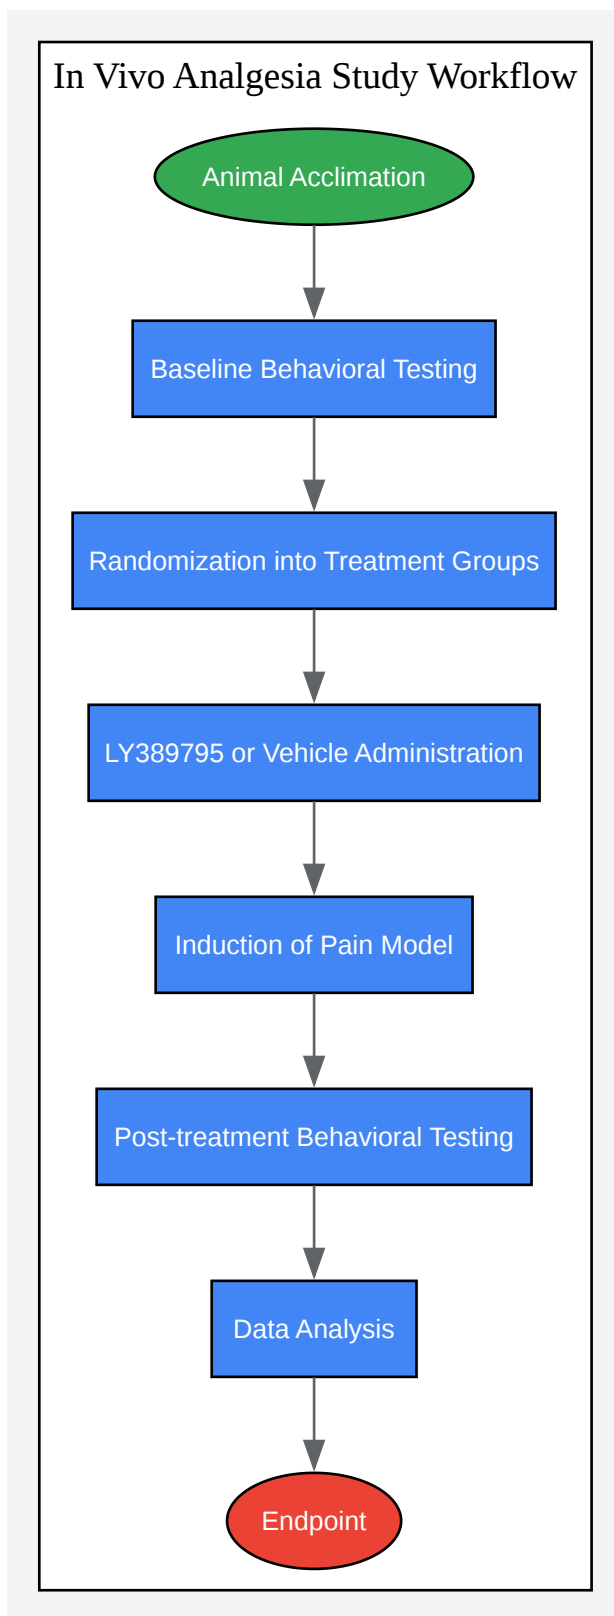 In Vivo Analgesia Study Workflow
Animal Acclimation
Baseline Behavioral Testing
Randomization into Treatment Groups
LY389795 or Vehicle Administration
Induction of Pain Model
Post-treatment Behavioral Testing
Data Analysis
Endpoint